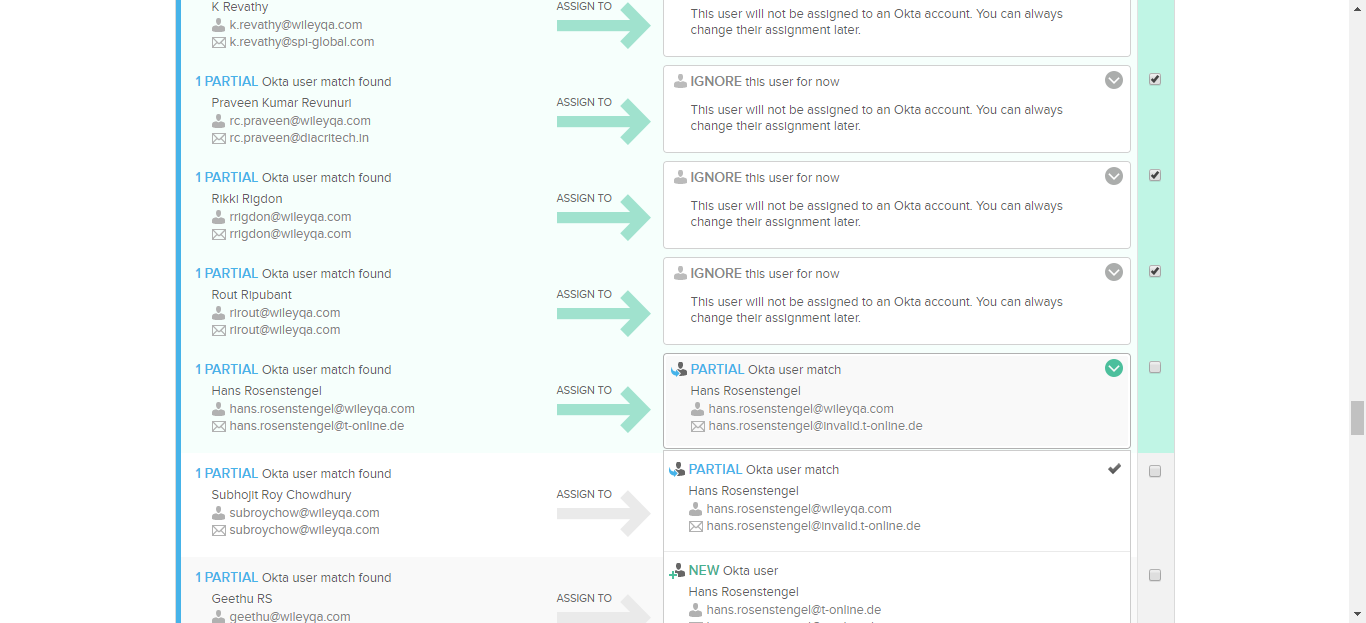 K Revathy
k.revathy@wileyqa.com
k.revathy@spi-global.com
ASSIGN TO
This user will not be assigned to an Okta account. You can always
change their assignment later.
1 PARTIAL Okta user match found
Praveen Kumar Revunuri
rc.praveen@wileyqa.com
rc.praveen@diacritech.in
ASSIGN TO
IGNORE this user for now
This user will not be assigned to an Okta account. You can always
change their assignment later.
1 PARTIAL Okta user match found
Rikki Rigdon
rrigdon@wileyqa.com
rrigdon@wileyqa.com
ASSIGN TO
IGNORE this user for now
This user will not be assigned to an Okta account. You can always
change their assignment later.
1 PARTIAL Okta user match found
Rout Ripubant
rirout@wileyqa.com
rirout@wileyqa.com
ASSIGN TO
IGNORE this user for now
This user will not be assigned to an Okta account. You can always
change their assignment later.
1 PARTIAL Okta user match found
Hans Rosenstengel
hans.rosenstengel@wileyqa.com
hans.rosenstengel@t-online.de
ASSIGN TO
PARTIAL Okta user match
Hans Rosenstengel
hans.rosenstengel@wileyqa.com
hans.rosenstengel@invalid.t-online.de
1 PARTIAL Okta user match found
Subhojit Roy Chowdhury
subroychow@wileyqa.com
subroychow@wileyqa.com
ASSIGN TO
PARTIAL Okta user match
Hans Rosenstengel
hans.rosenstengel@wileyqa.com
hans.rosenstengel@invalid.t-online.de
1 PARTIAL Okta user match found
Geethu RS
geethu@wileyqa.com
ASSIGN TO
NEW Okta user
Hans Rosenstengel
hans.rosenstengel@t-online.de